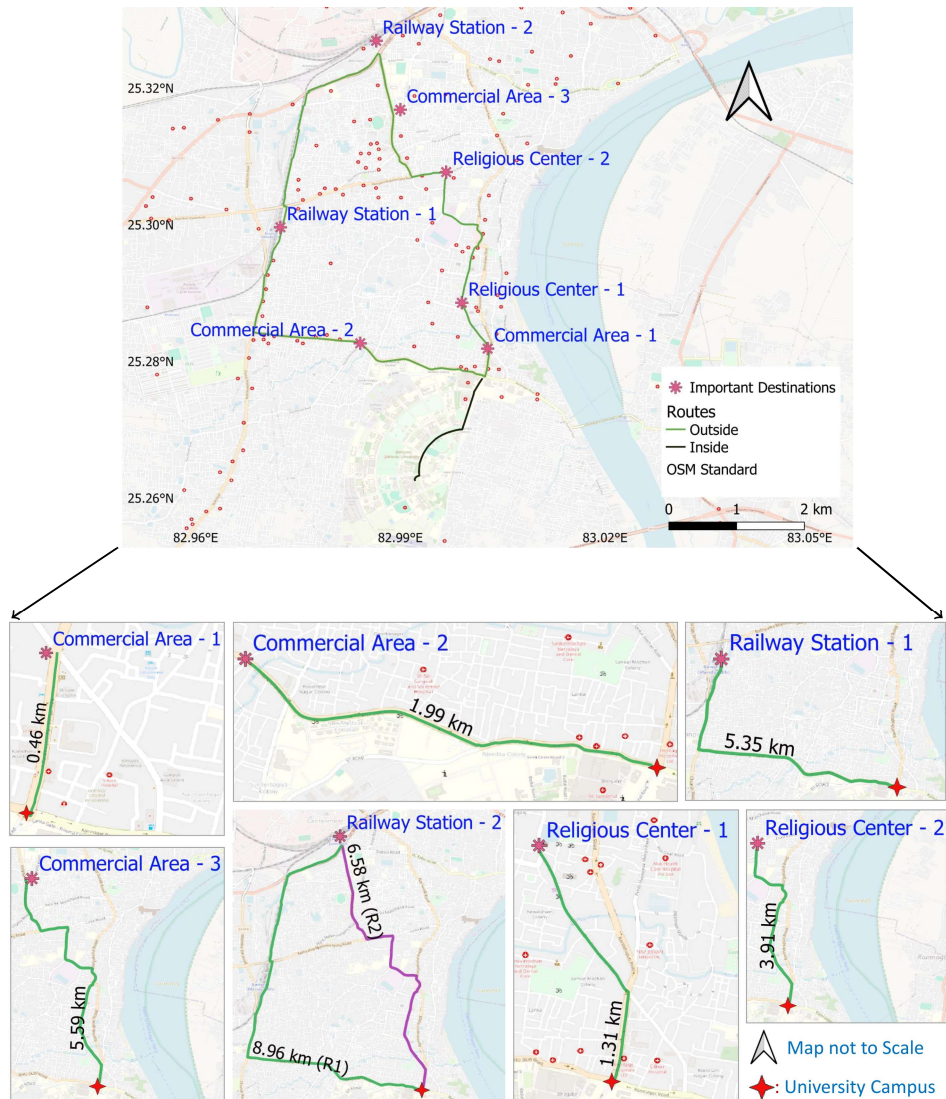 Railway Station - 2
25.32°N
Commercial Area - 3
Religious Center - 2
Railway Station - 1
25.30°N
Religious Center - 1
Commercial Area - 2
Commercial Area - 1
25.28°N
Important Destinations
Routes
Outside
Inside
OSM Standard
25.26°N
0 1 2 km
82.96°E 82.99°E 83.02°E 83.05°E
Commercial Area - 1
0.46 km
Commercial Area - 2
1.99 km
Railway Station - 1
5.35 km
Commercial Area - 3
5.59 km
Railway Station - 2
6.58 km (R2)
8.96 km (R1)
Religious Center - 1
1.31 km
Religious Center - 2
3.91 km
Map not to Scale
: University Campus